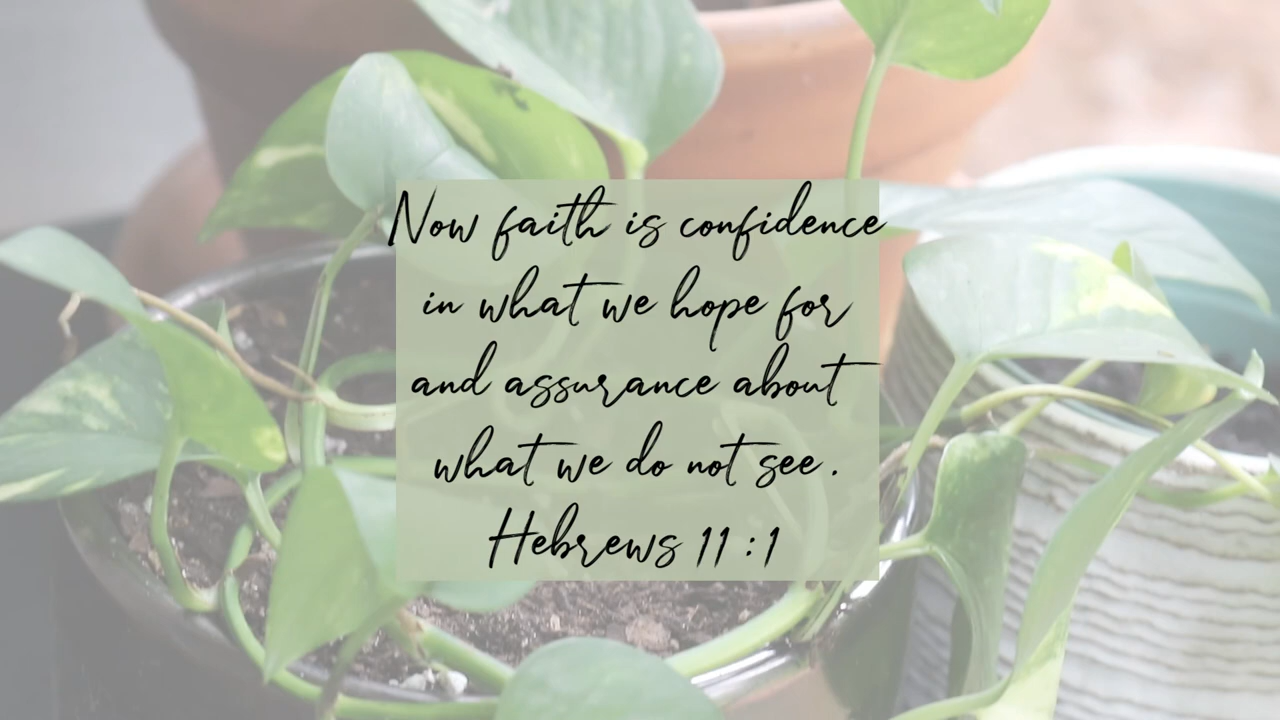 Now faith is confidence
in what we hope for
and assurance about
what we do not see.
Hebrews 11:1